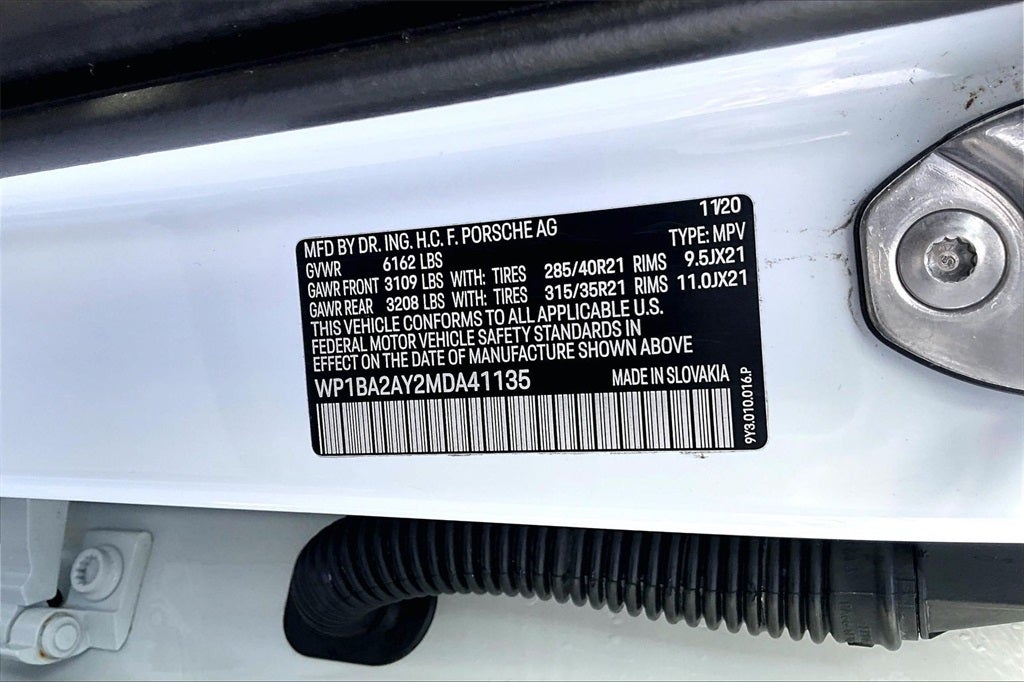 11/20
MFD BY DR. ING. H.C. F. PORSCHE AG TYPE: MPV
GVWR 6162 LBS
GAWR FRONT 3109 LBS WITH: TIRES 285/40R21 RIMS 9.5JX21
GAWR REAR 3208 LBS WITH: TIRES 315/35R21 RIMS 11.0JX21
THIS VEHICLE CONFORMS TO ALL APPLICABLE U.S.
FEDERAL MOTOR VEHICLE SAFETY STANDARDS IN
EFFECT ON THE DATE OF MANUFACTURE SHOWN ABOVE
WP1BA2AY2MDA41135 MADE IN SLOVAKIA
9Y3.010.016.P